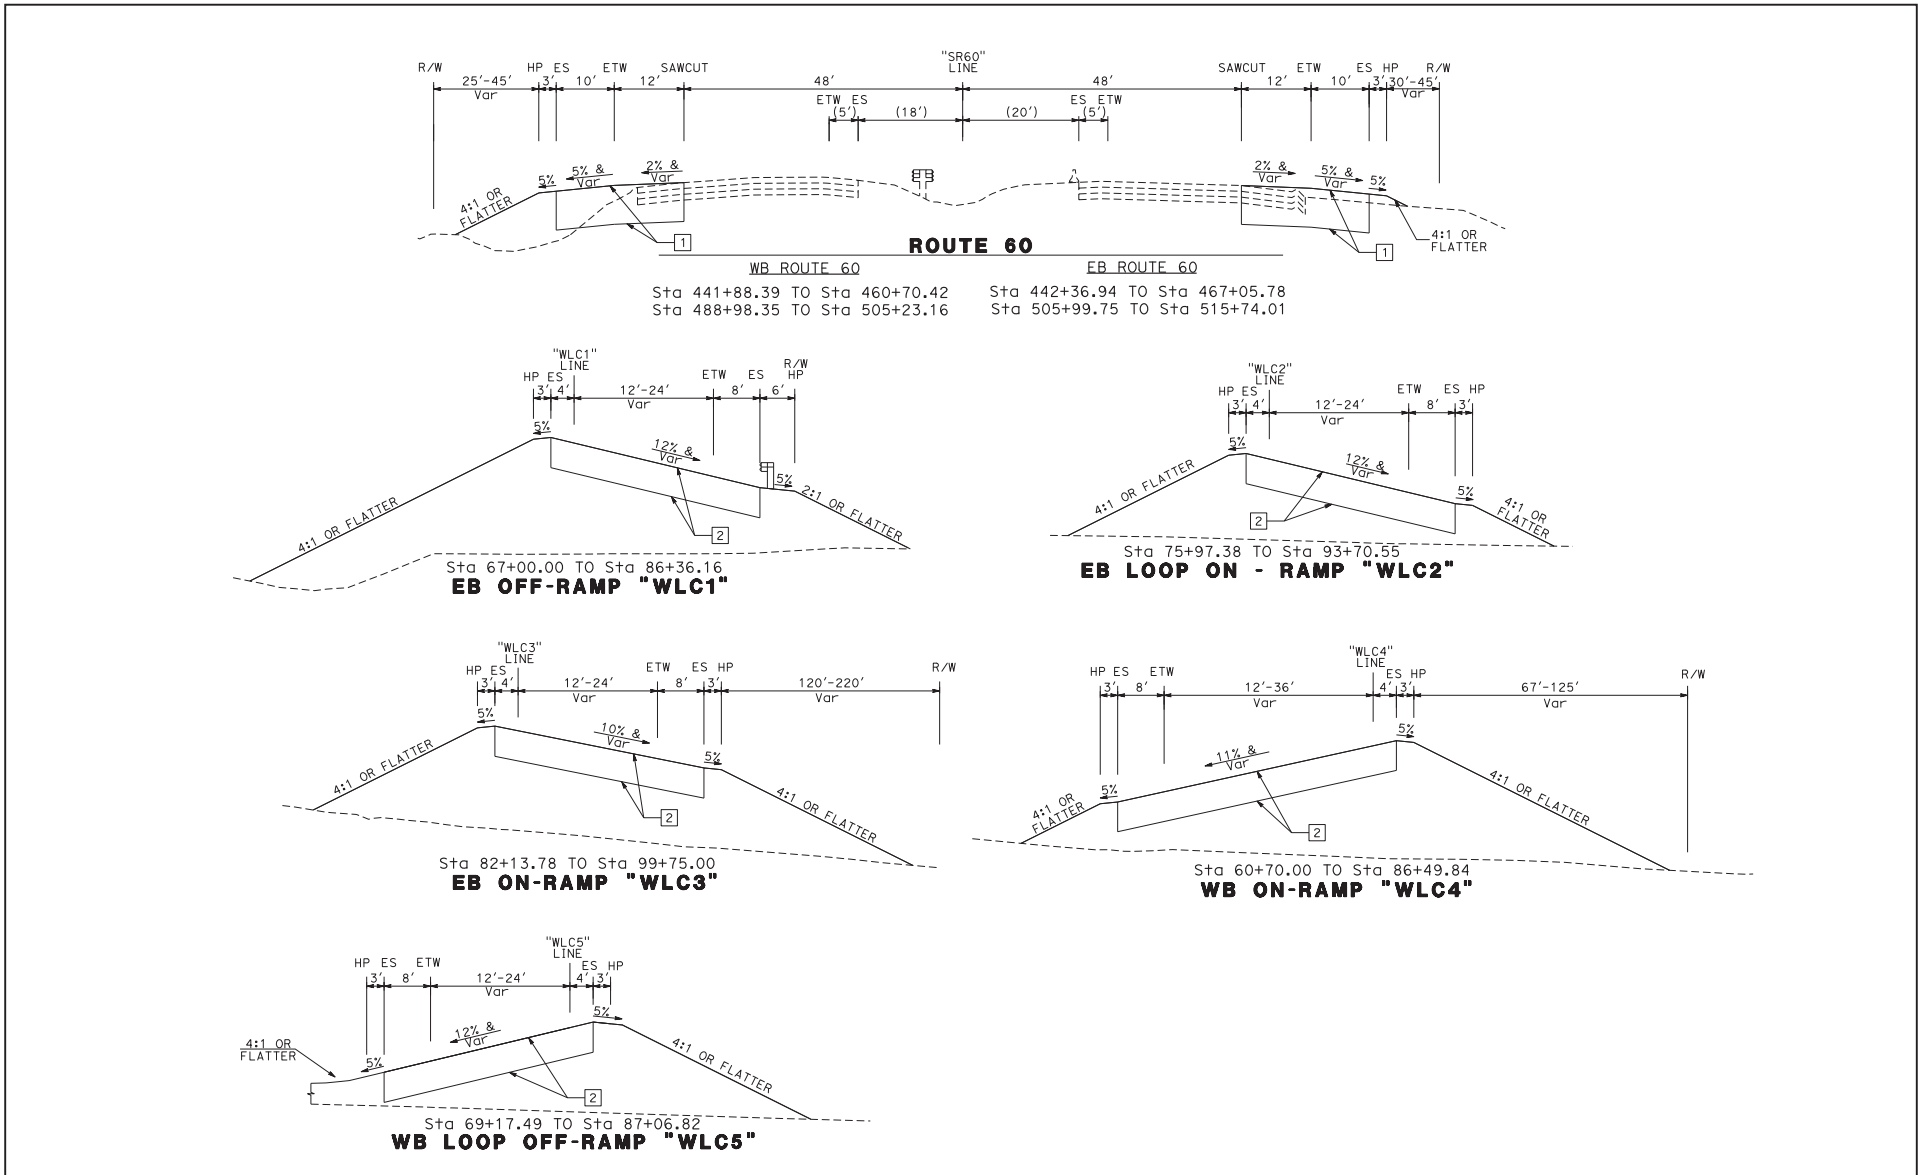 "SR60"
LINE
R/W HP ES ETW SAWCUT SAWCUT ETW ES HP R/W
25'-45' 3' 10' 12' 48' 48' 12' 10' 3' 30'-45'
Var Var
ETW ES ES ETW
(5') (18') (20') (5')
5% 5% & Var 2% & Var 2% & Var 5% & Var 5%
4:1 OR FLATTER
4:1 OR
FLATTER
1 1
ROUTE 60
WB ROUTE 60 EB ROUTE 60
Sta 441+88.39 TO Sta 460+70.42 Sta 442+36.94 TO Sta 467+05.78
Sta 488+98.35 TO Sta 505+23.16 Sta 505+99.75 TO Sta 515+74.01
"WLC1"
LINE
R/W
HP ES ETW ES HP
3' 4' 12'-24' 8' 6'
Var
5% 12% & Var 5%
4:1 OR FLATTER 2:1 OR FLATTER
2
Sta 67+00.00 TO Sta 86+36.16
EB OFF-RAMP "WLC1"
"WLC2"
LINE
HP ES ETW ES HP
3' 4' 12'-24' 8' 3'
Var
5% 12% & Var 5%
4:1 OR FLATTER 4:1 OR FLATTER
2
Sta 75+97.38 TO Sta 93+70.55
EB LOOP ON - RAMP "WLC2"
"WLC3"
LINE
HP ES ETW ES HP R/W
3' 4' 12'-24' 8' 3' 120'-220'
Var Var
5% 10% & Var 5%
4:1 OR FLATTER 4:1 OR FLATTER
2
Sta 82+13.78 TO Sta 99+75.00
EB ON-RAMP "WLC3"
"WLC4"
LINE
HP ES ETW ES HP R/W
3' 8' 12'-36' 4' 3' 67'-125'
Var Var
5% 11% & Var 5%
4:1 OR FLATTER 4:1 OR FLATTER
2
Sta 60+70.00 TO Sta 86+49.84
WB ON-RAMP "WLC4"
"WLC5"
LINE
HP ES ETW ES HP
3' 8' 12'-24' 4' 3'
Var
5% 12% & Var 5%
4:1 OR
FLATTER
4:1 OR FLATTER
2
Sta 69+17.49 TO Sta 87+06.82
WB LOOP OFF-RAMP "WLC5"